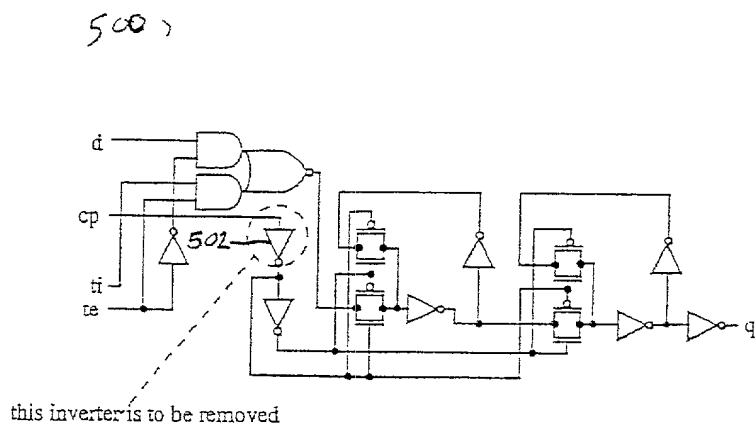 500
d
cp
502
ti
te
q
this inverter is to be removed